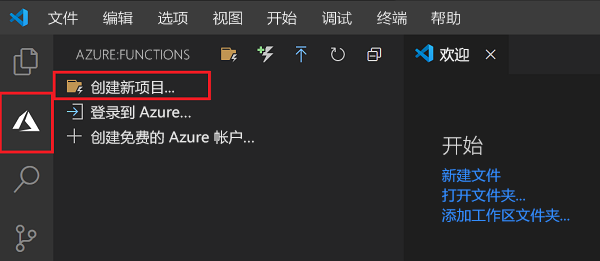 文件 编辑 选项 视图 开始 调试 终端 帮助
AZURE:FUNCTIONS
欢迎
创建新项目...
登录到 Azure...
创建免费的 Azure 帐户...
开始
新建文件
打开文件夹...
添加工作区文件夹...